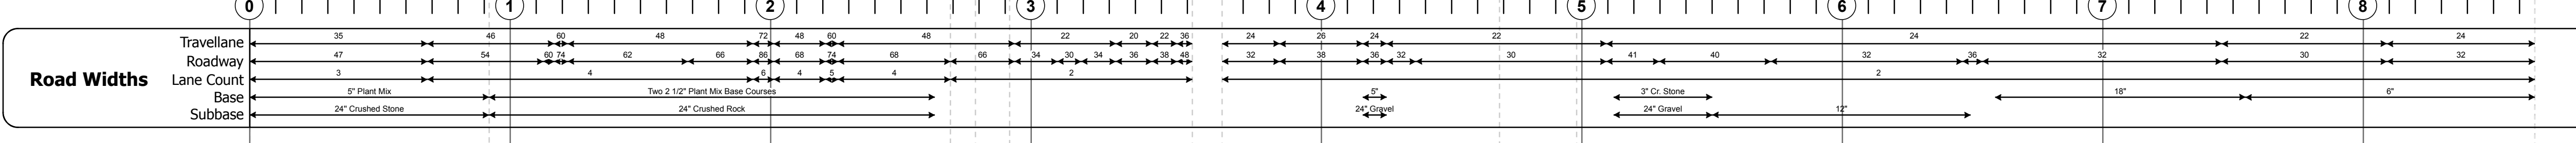 0 1 2 3 4 5 6 7 8
Road Widths
Travellane 35 46 60 48 72 48 60 48 22 20 22 36 24 26 24 22 24 22 24
Roadway 47 54 60 74 62 66 86 68 74 68 66 34 30 34 36 38 48 32 38 36 32 30 41 40 32 36 32 30 32
Lane Count 3 4 6 4 5 4 2 2
Base 5" Plant Mix Two 2 1/2" Plant Mix Base Courses 5" 3" Cr. Stone 18" 6"
Subbase 24" Crushed Stone 24" Crushed Rock 24" Gravel 24" Gravel 12"